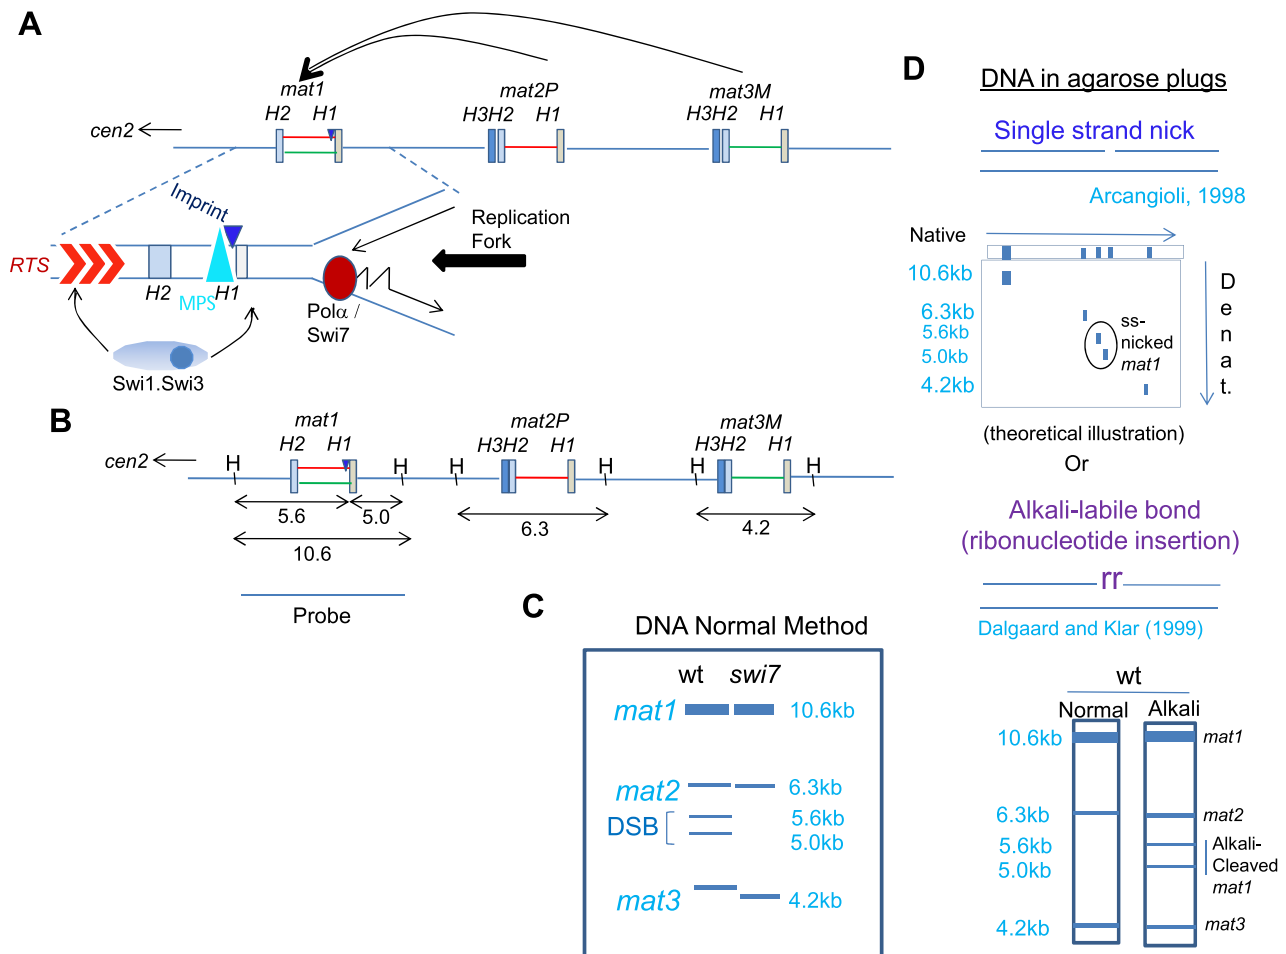 A
mat1
H2 H1
mat2P
H3H2 H1
mat3M
H3H2 H1
cen2
Imprint
RTS
H2
MPS
H1
Replication
Fork
Polα /
Swi7
Swi1.Swi3
B
mat1
H2 H1
mat2P
H3H2 H1
mat3M
H3H2 H1
cen2
H H H H H H
5.6 5.0
6.3
4.2
10.6
Probe
C
DNA Normal Method
wt swi7
mat1 10.6kb
mat2 6.3kb
DSB 5.6kb
5.0kb
mat3 4.2kb
D
DNA in agarose plugs
Single strand nick
Arcangioli, 1998
Native
10.6kb
6.3kb
5.6kb
5.0kb
4.2kb
ss-
nicked
mat1
Denat.
(theoretical illustration)
Or
Alkali-labile bond
(ribonucleotide insertion)
rr
Dalgaard and Klar (1999)
wt
Normal Alkali
10.6kb mat1
6.3kb mat2
5.6kb Alkali-
5.0kb Cleaved
mat1
4.2kb mat3